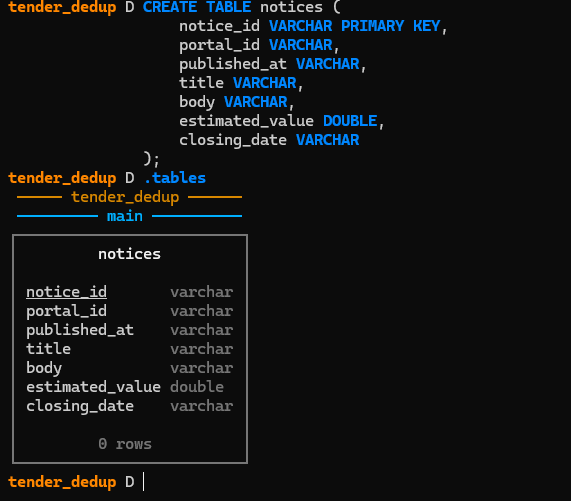 tender_dedup D CREATE TABLE notices (
notice_id VARCHAR PRIMARY KEY,
portal_id VARCHAR,
published_at VARCHAR,
title VARCHAR,
body VARCHAR,
estimated_value DOUBLE,
closing_date VARCHAR
);
tender_dedup D .tables
tender_dedup
main
notices
notice_id varchar
portal_id varchar
published_at varchar
title varchar
body varchar
estimated_value double
closing_date varchar
0 rows
tender_dedup D